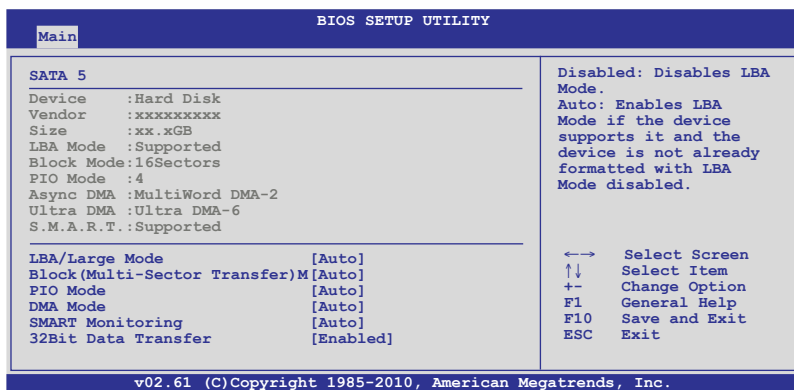 BIOS SETUP UTILITY
Main
SATA 5
Device :Hard Disk
Vendor :xxxxxxxxx
Size :xx.xGB
LBA Mode :Supported
Block Mode:16Sectors
PIO Mode :4
Async DMA :MultiWord DMA-2
Ultra DMA :Ultra DMA-6
S.M.A.R.T.:Supported
LBA/Large Mode [Auto]
Block(Multi-Sector Transfer)M[Auto]
PIO Mode [Auto]
DMA Mode [Auto]
SMART Monitoring [Auto]
32Bit Data Transfer [Enabled]
Disabled: Disables LBA
Mode.
Auto: Enables LBA
Mode if the device
supports it and the
device is not already
formatted with LBA
Mode disabled.
←→ Select Screen
↑↓ Select Item
+- Change Option
F1 General Help
F10 Save and Exit
ESC Exit
v02.61 (C)Copyright 1985-2010, American Megatrends, Inc.